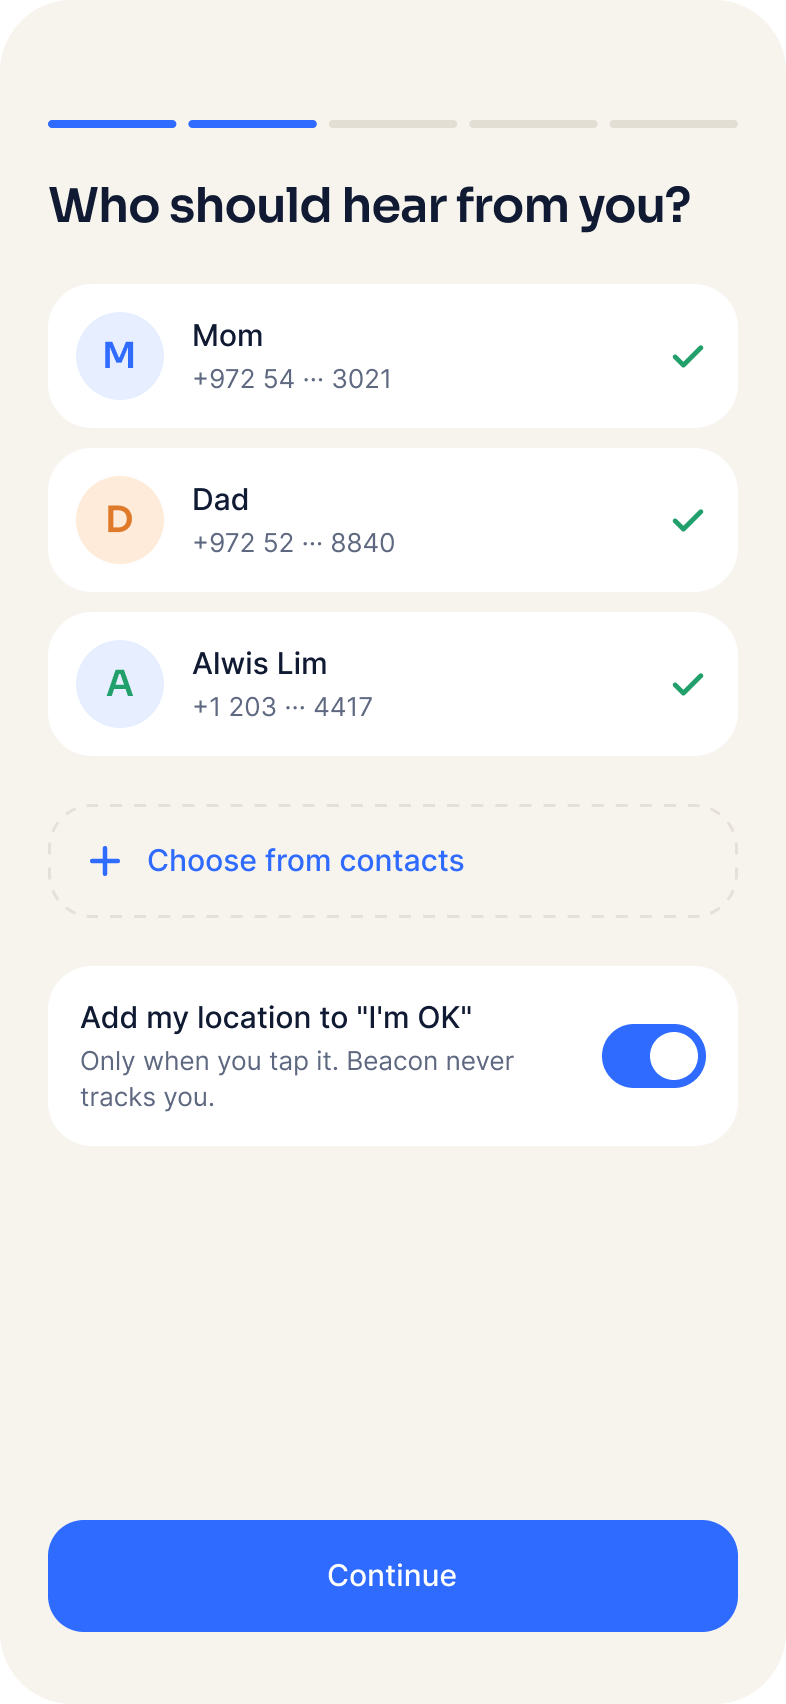 Who should hear from you?
M
Mom
+972 54 ··· 3021
D
Dad
+972 52 ··· 8840
A
Alwis Lim
+1 203 ··· 4417
Choose from contacts
Add my location to "I'm OK"
Only when you tap it. Beacon never
tracks you.
Continue